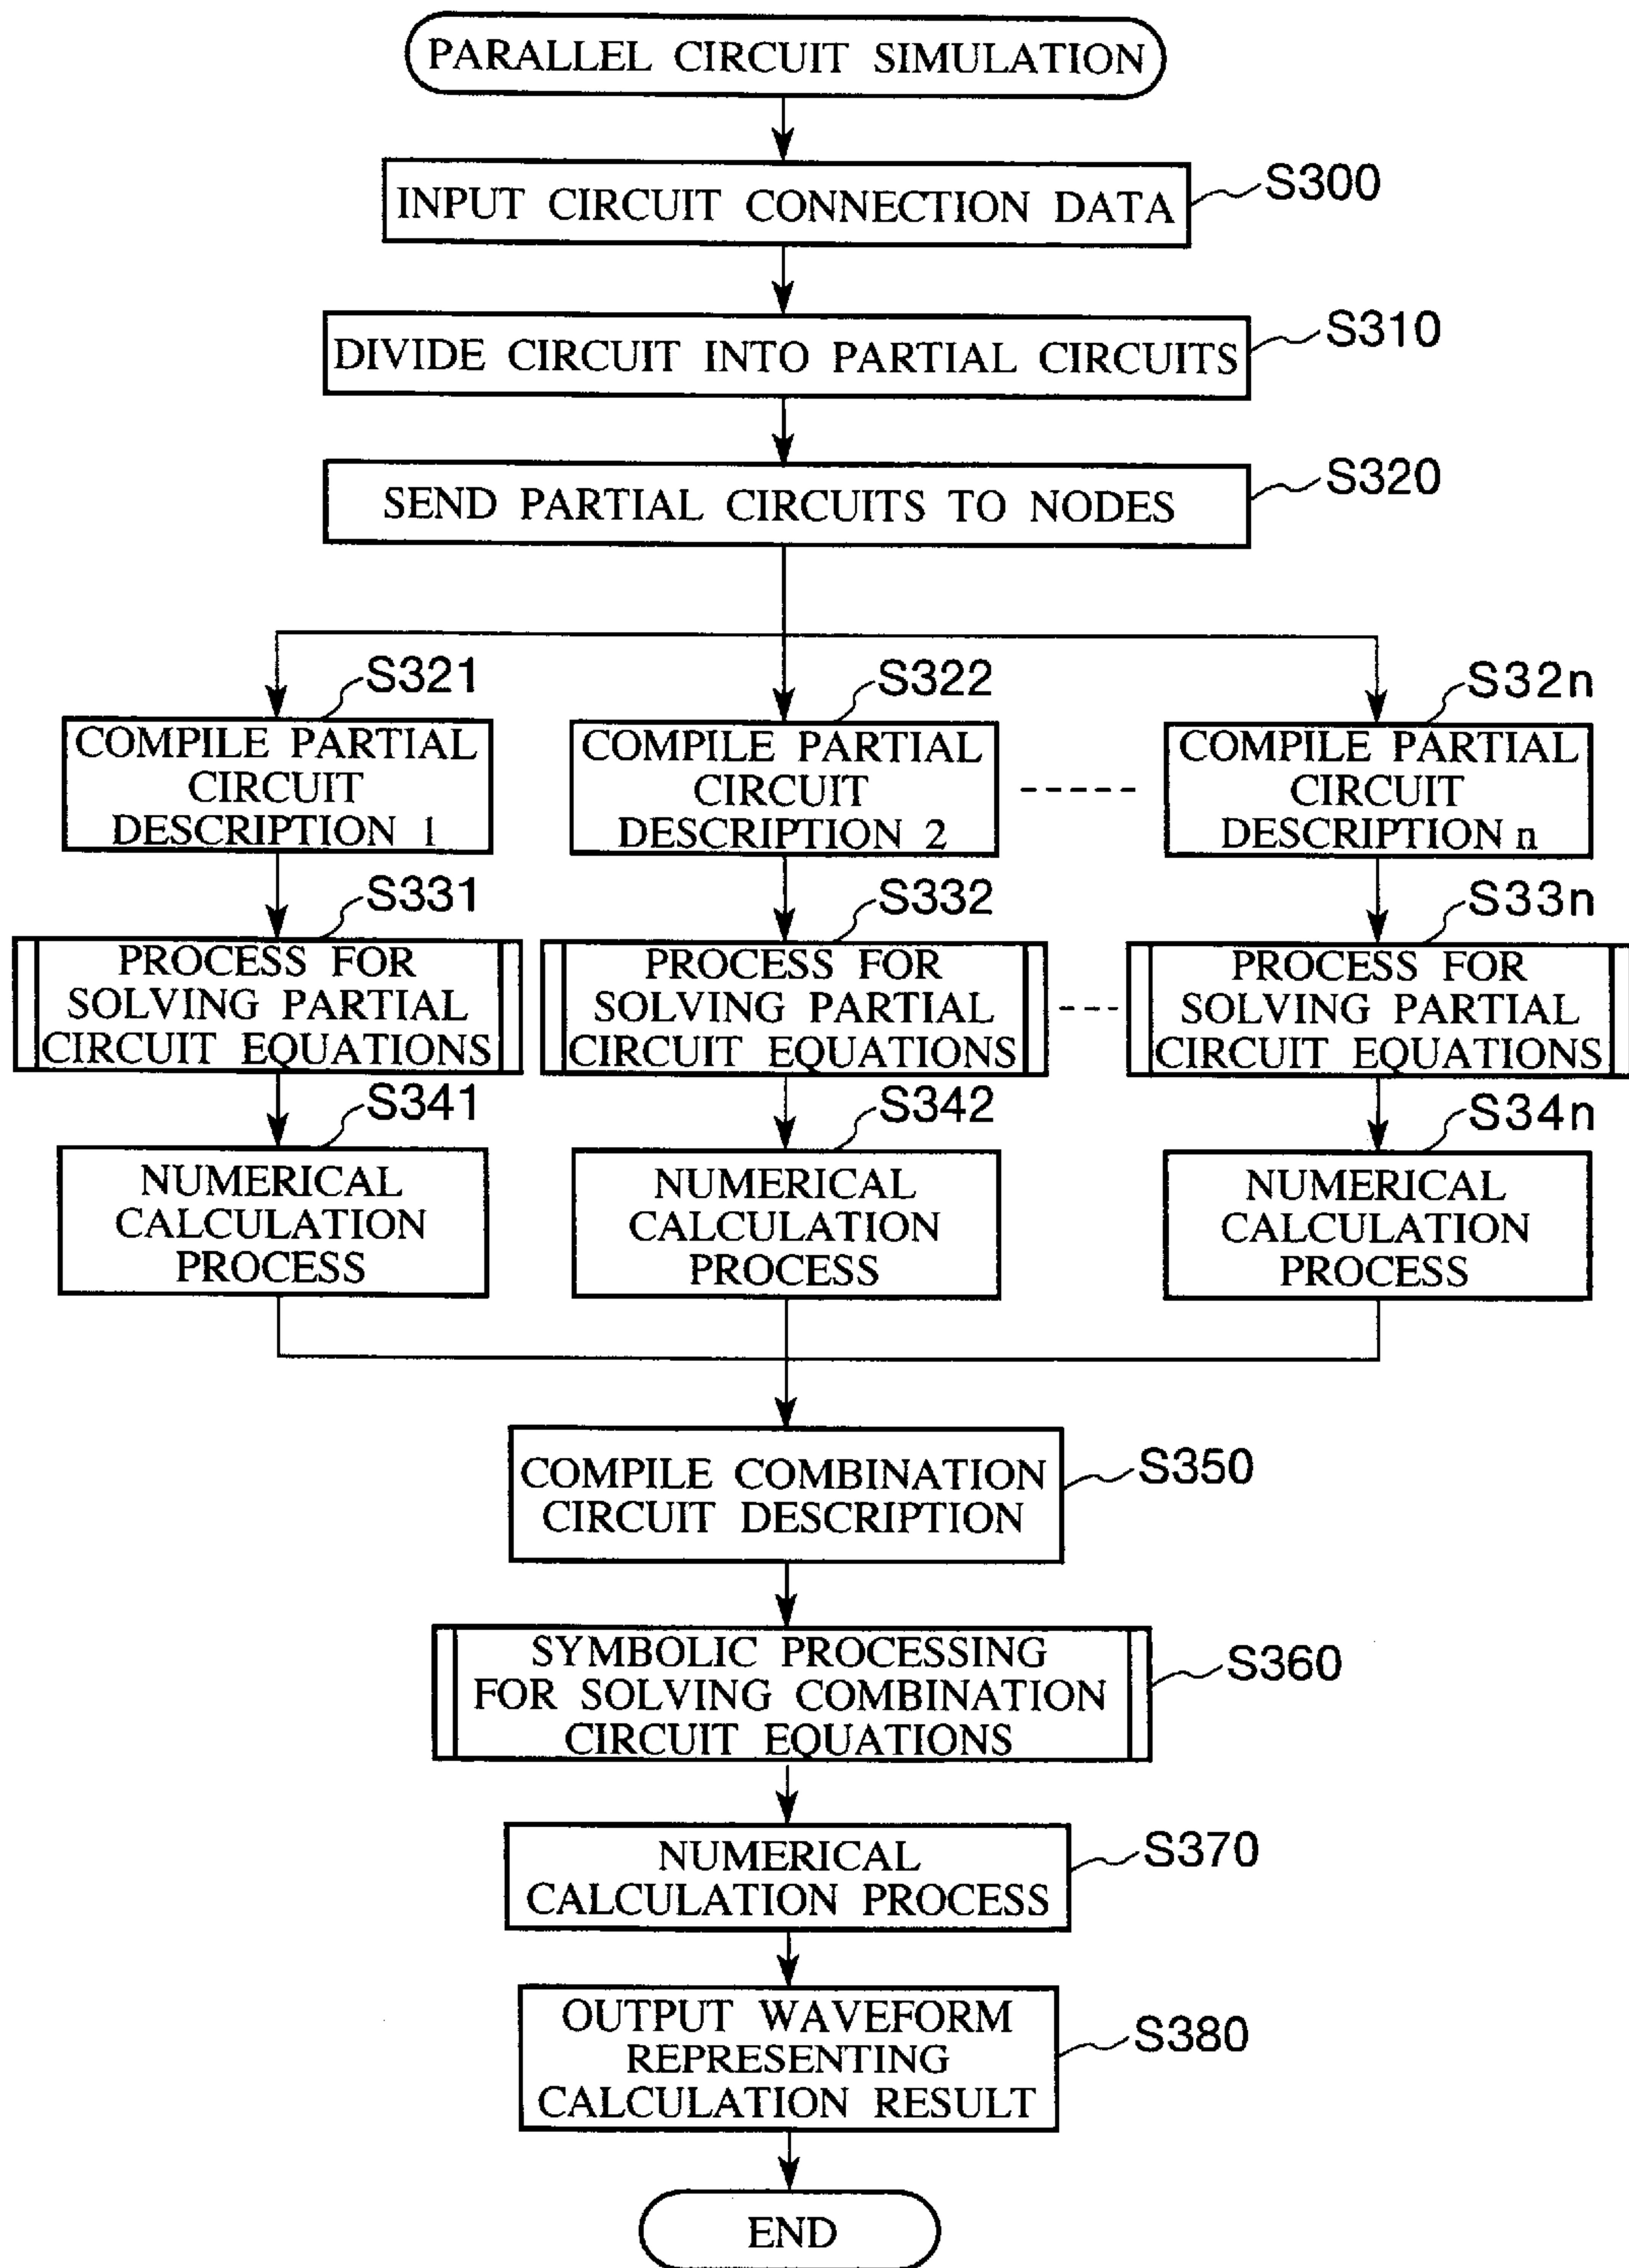 PARALLEL CIRCUIT SIMULATION
INPUT CIRCUIT CONNECTION DATA
S300
DIVIDE CIRCUIT INTO PARTIAL CIRCUITS
S310
SEND PARTIAL CIRCUITS TO NODES
S320
S321
COMPILE PARTIAL
CIRCUIT
DESCRIPTION 1
S322
COMPILE PARTIAL
CIRCUIT
DESCRIPTION 2
S32n
COMPILE PARTIAL
CIRCUIT
DESCRIPTION n
S331
PROCESS FOR
SOLVING PARTIAL
CIRCUIT EQUATIONS
S332
PROCESS FOR
SOLVING PARTIAL
CIRCUIT EQUATIONS
S33n
PROCESS FOR
SOLVING PARTIAL
CIRCUIT EQUATIONS
S341
NUMERICAL
CALCULATION
PROCESS
S342
NUMERICAL
CALCULATION
PROCESS
S34n
NUMERICAL
CALCULATION
PROCESS
COMPILE COMBINATION
CIRCUIT DESCRIPTION
S350
SYMBOLIC PROCESSING
FOR SOLVING COMBINATION
CIRCUIT EQUATIONS
S360
NUMERICAL
CALCULATION PROCESS
S370
OUTPUT WAVEFORM
REPRESENTING
CALCULATION RESULT
S380
END